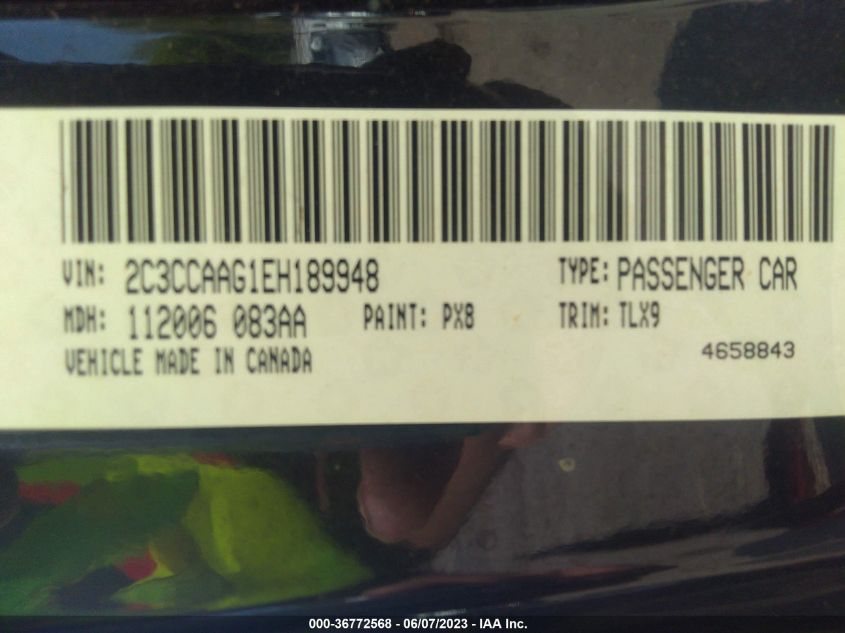 VIN: 2C3CCAAG1EH189948 TYPE: PASSENGER CAR
MDH: 112006 083AA PAINT: PX8 TRIM: TLX9
VEHICLE MADE IN CANADA 4658843
000-36772568 - 06/07/2023 - IAA Inc.